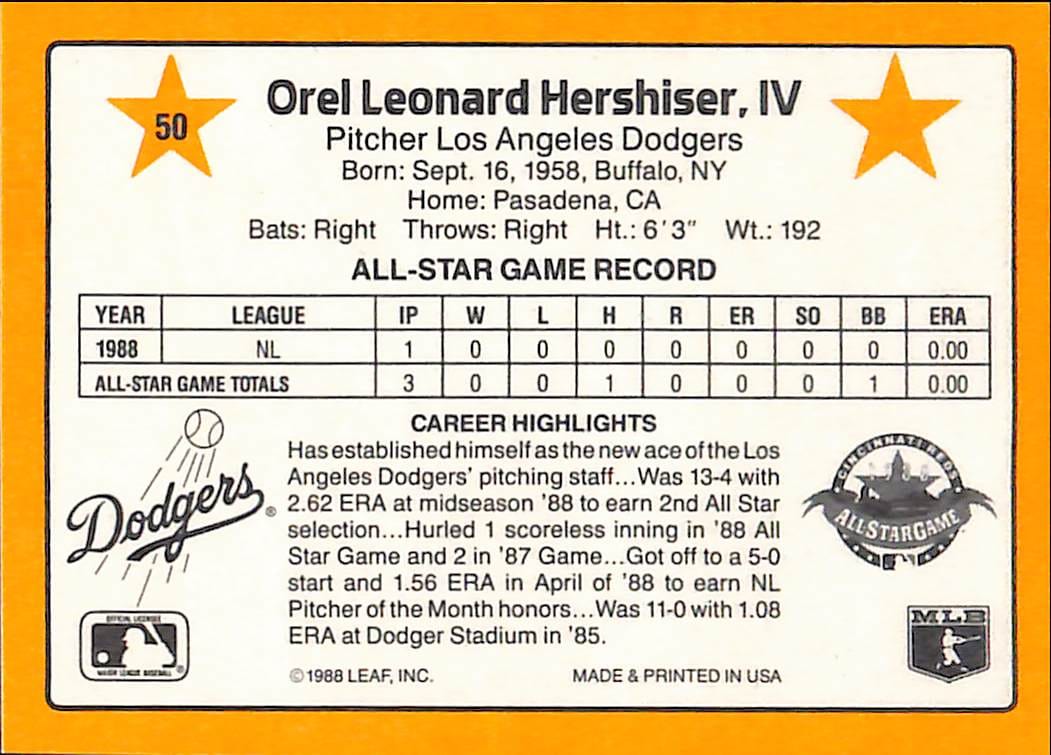 50
Orel Leonard Hershiser, IV
Pitcher Los Angeles Dodgers
Born: Sept. 16, 1958, Buffalo, NY
Home: Pasadena, CA
Bats: Right Throws: Right Ht.: 6'3" Wt.: 192
ALL-STAR GAME RECORD
YEAR LEAGUE IP W L H R ER SO BB ERA
1988 NL 1 0 0 0 0 0 0 0 0.00
ALL-STAR GAME TOTALS 3 0 0 1 0 0 0 1 0.00
CAREER HIGHLIGHTS
Has established himself as the new ace of the Los
Angeles Dodgers' pitching staff...Was 13-4 with
2.62 ERA at midseason '88 to earn 2nd All Star
selection...Hurled 1 scoreless inning in '88 All
Star Game and 2 in '87 Game...Got off to a 5-0
start and 1.56 ERA in April of '88 to earn NL
Pitcher of the Month honors...Was 11-0 with 1.08
ERA at Dodger Stadium in '85.
Dodgers ®
CINCINNATI REDS
1988
ALL STAR GAME
OFFICIAL LICENSEE
MAJOR LEAGUE BASEBALL ®
MLB
©1988 LEAF, INC. MADE & PRINTED IN USA